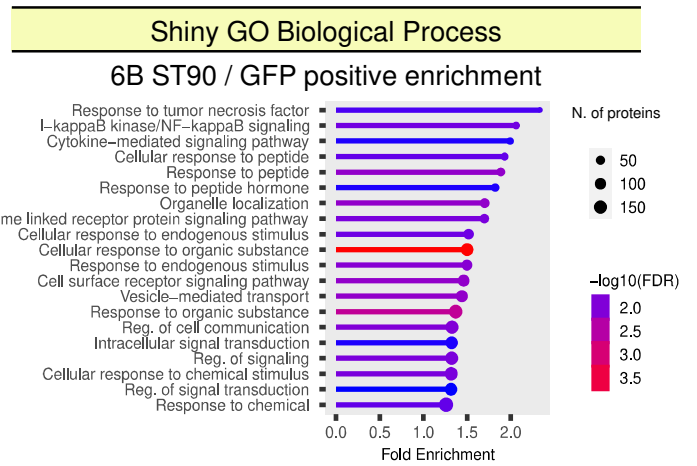 Shiny GO Biological Process
6B ST90 / GFP positive enrichment
Response to tumor necrosis factor
I−kappaB kinase/NF−kappaB signaling
Cytokine−mediated signaling pathway
Cellular response to peptide
Response to peptide
Response to peptide hormone
Organelle localization
me linked receptor protein signaling pathway
Cellular response to endogenous stimulus
Cellular response to organic substance
Response to endogenous stimulus
Cell surface receptor signaling pathway
Vesicle−mediated transport
Response to organic substance
Reg. of cell communication
Intracellular signal transduction
Reg. of signaling
Cellular response to chemical stimulus
Reg. of signal transduction
Response to chemical
0.0 0.5 1.0 1.5 2.0
Fold Enrichment
N. of proteins
50
100
150
−log10(FDR)
2.0
2.5
3.0
3.5